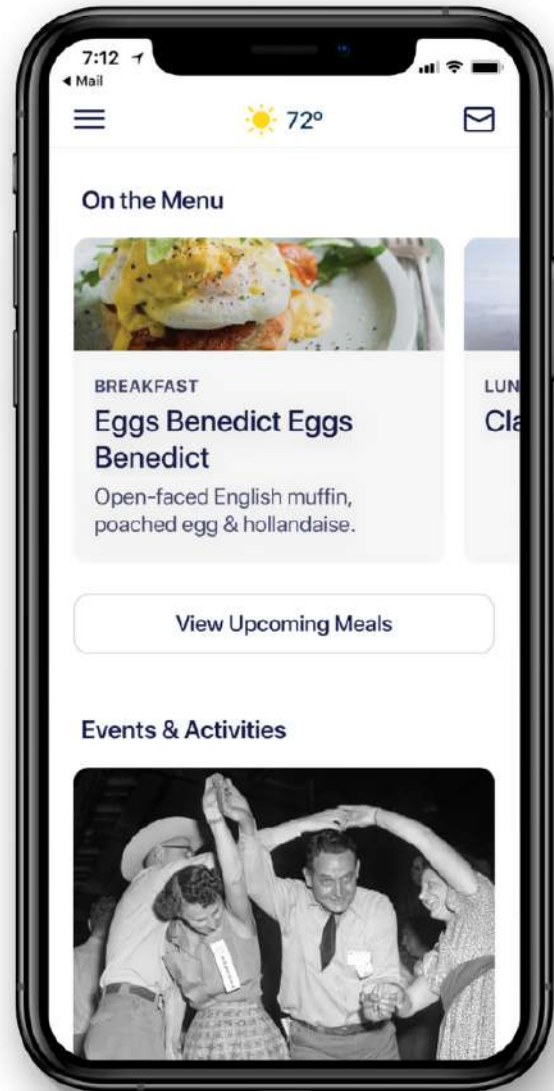 7:12
Mail
72°
On the Menu
BREAKFAST
Eggs Benedict Eggs
Benedict
Open-faced English muffin,
poached egg & hollandaise.
LUN
Cla
View Upcoming Meals
Events & Activities